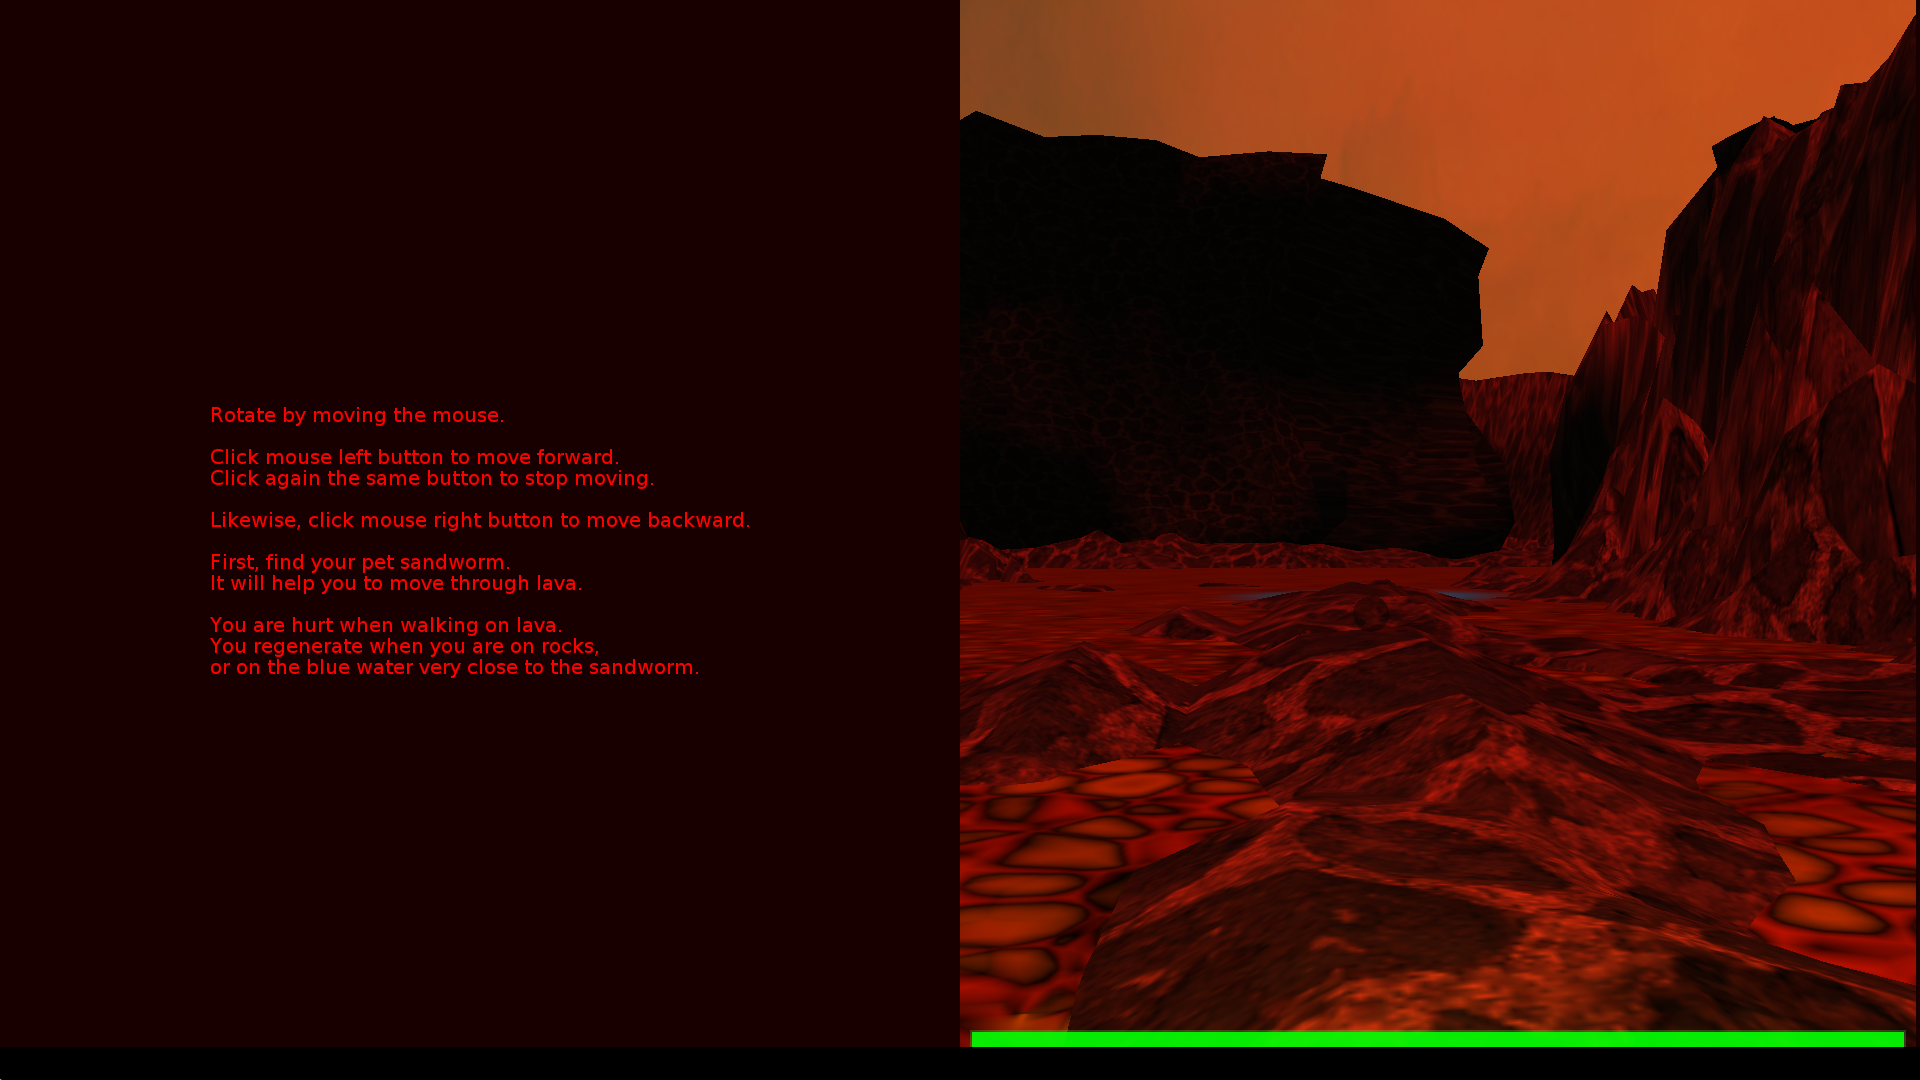 Rotate by moving the mouse.
Click mouse left button to move forward.
Click again the same button to stop moving.
Likewise, click mouse right button to move backward.
First, find your pet sandworm.
It will help you to move through lava.
You are hurt when walking on lava.
You regenerate when you are on rocks,
or on the blue water very close to the sandworm.